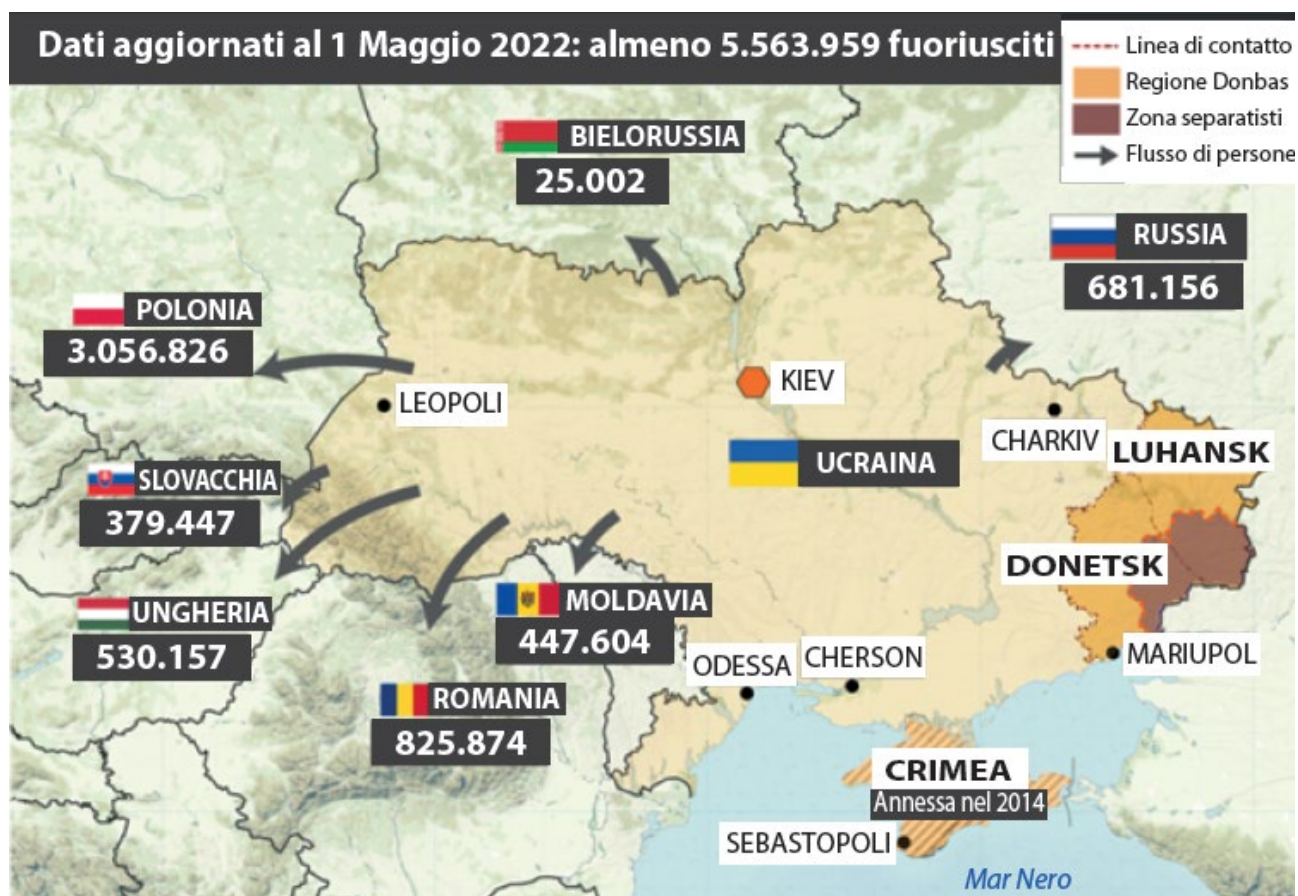 Dati aggiornati al 1 Maggio 2022: almeno 5.563.959 fuoriusciti
Linea di contatto
Regione Donbas
Zona separatisti
Flusso di persone
BIELORUSSIA
25.002
RUSSIA
681.156
POLONIA
3.056.826
LEOPOLI
KIEV
CHARKIV
UCRAINA
LUHANSK
SLOVACCHIA
379.447
DONETSK
UNGHERIA
530.157
MOLDAVIA
447.604
ODESSA
CHERSON
MARIUPOL
ROMANIA
825.874
CRIMEA
Annessa nel 2014
SEBASTOPOLI
Mar Nero